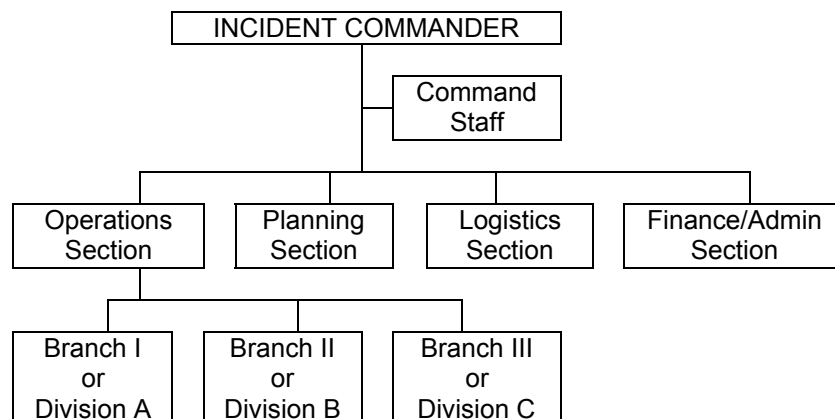 INCIDENT COMMANDER
Command
Staff
Operations
Section
Planning
Section
Logistics
Section
Finance/Admin
Section
Branch I
or
Division A
Branch II
or
Division B
Branch III
or
Division C